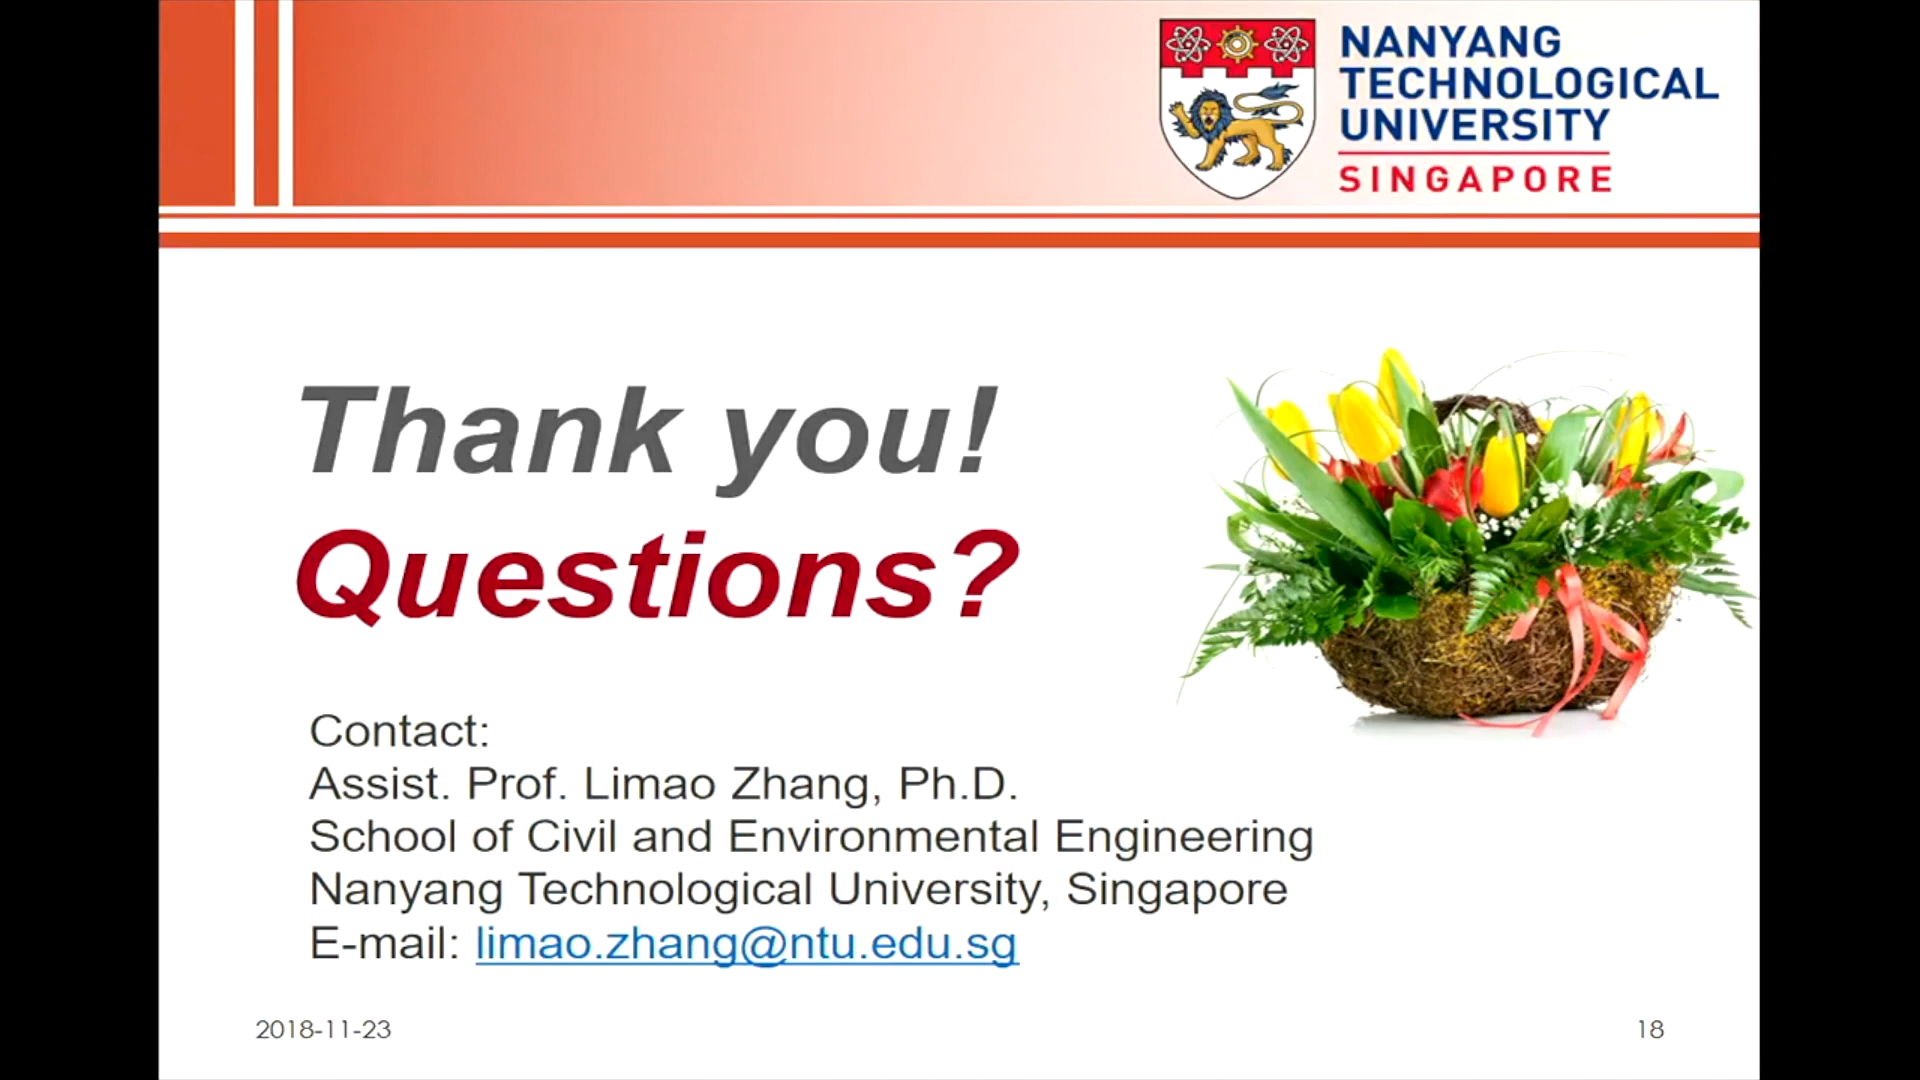 NANYANG
TECHNOLOGICAL
UNIVERSITY
SINGAPORE
Thank you!
Questions?
Contact:
Assist. Prof. Limao Zhang, Ph.D.
School of Civil and Environmental Engineering
Nanyang Technological University, Singapore
E-mail: limao.zhang@ntu.edu.sg
2018-11-23
18